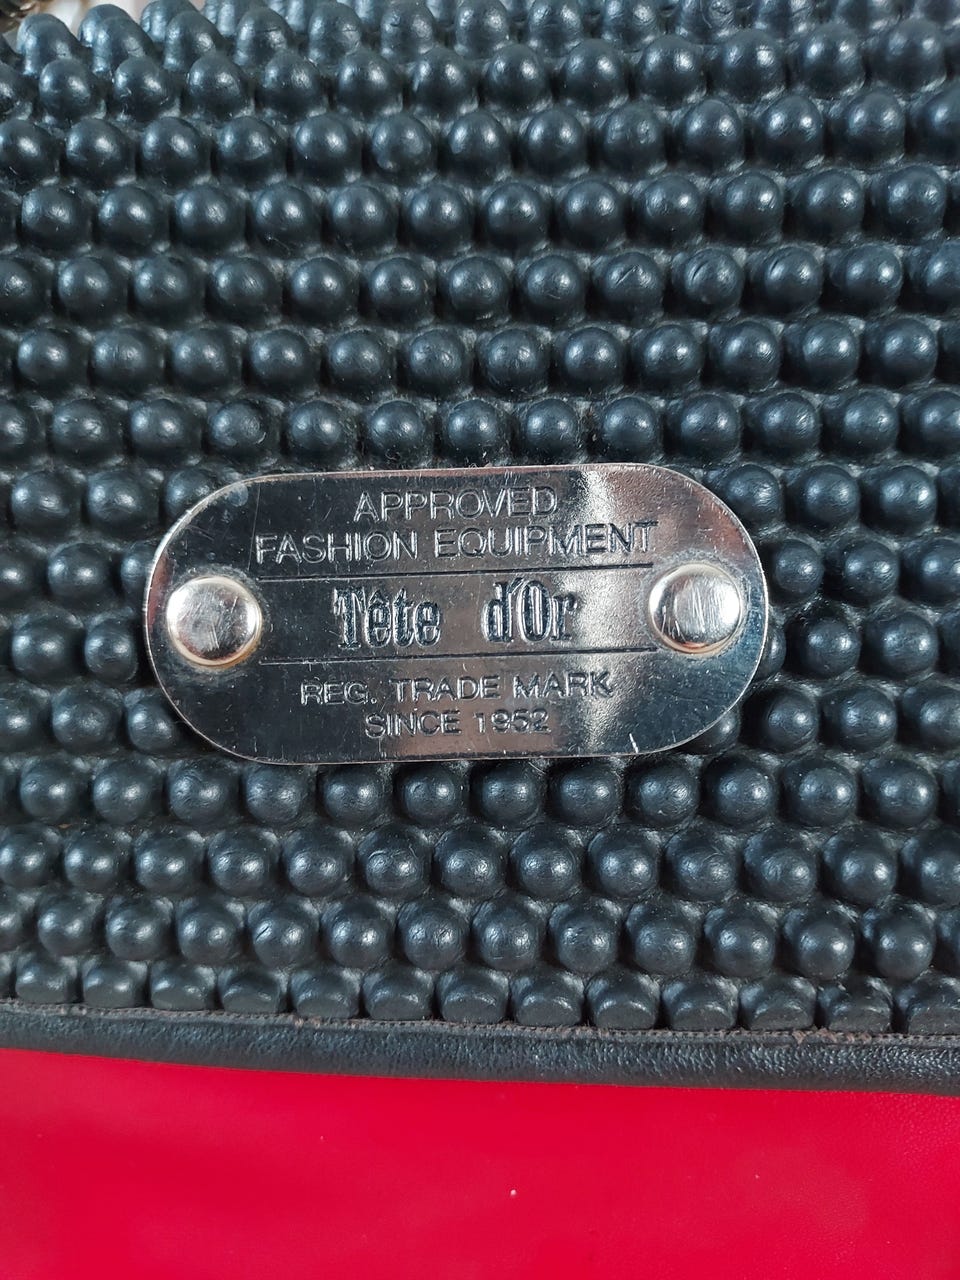 APPROVED
FASHION EQUIPMENT
Tête d'Or
REG. TRADE MARK
SINCE 1952